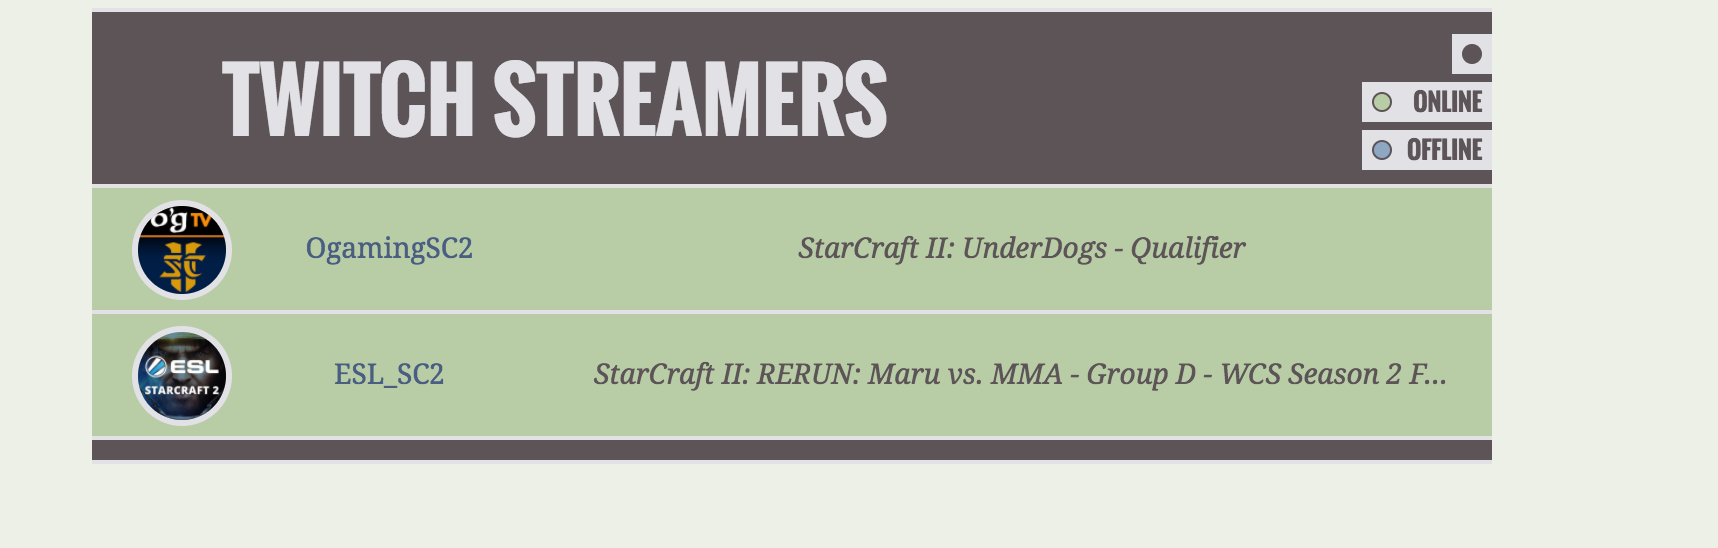 TWITCH STREAMERS
ONLINE
OFFLINE
o'g TV
SC
OgamingSC2
StarCraft II: UnderDogs - Qualifier
ESL
STARCRAFT 2
ESL_SC2
StarCraft II: RERUN: Maru vs. MMA - Group D - WCS Season 2 F...